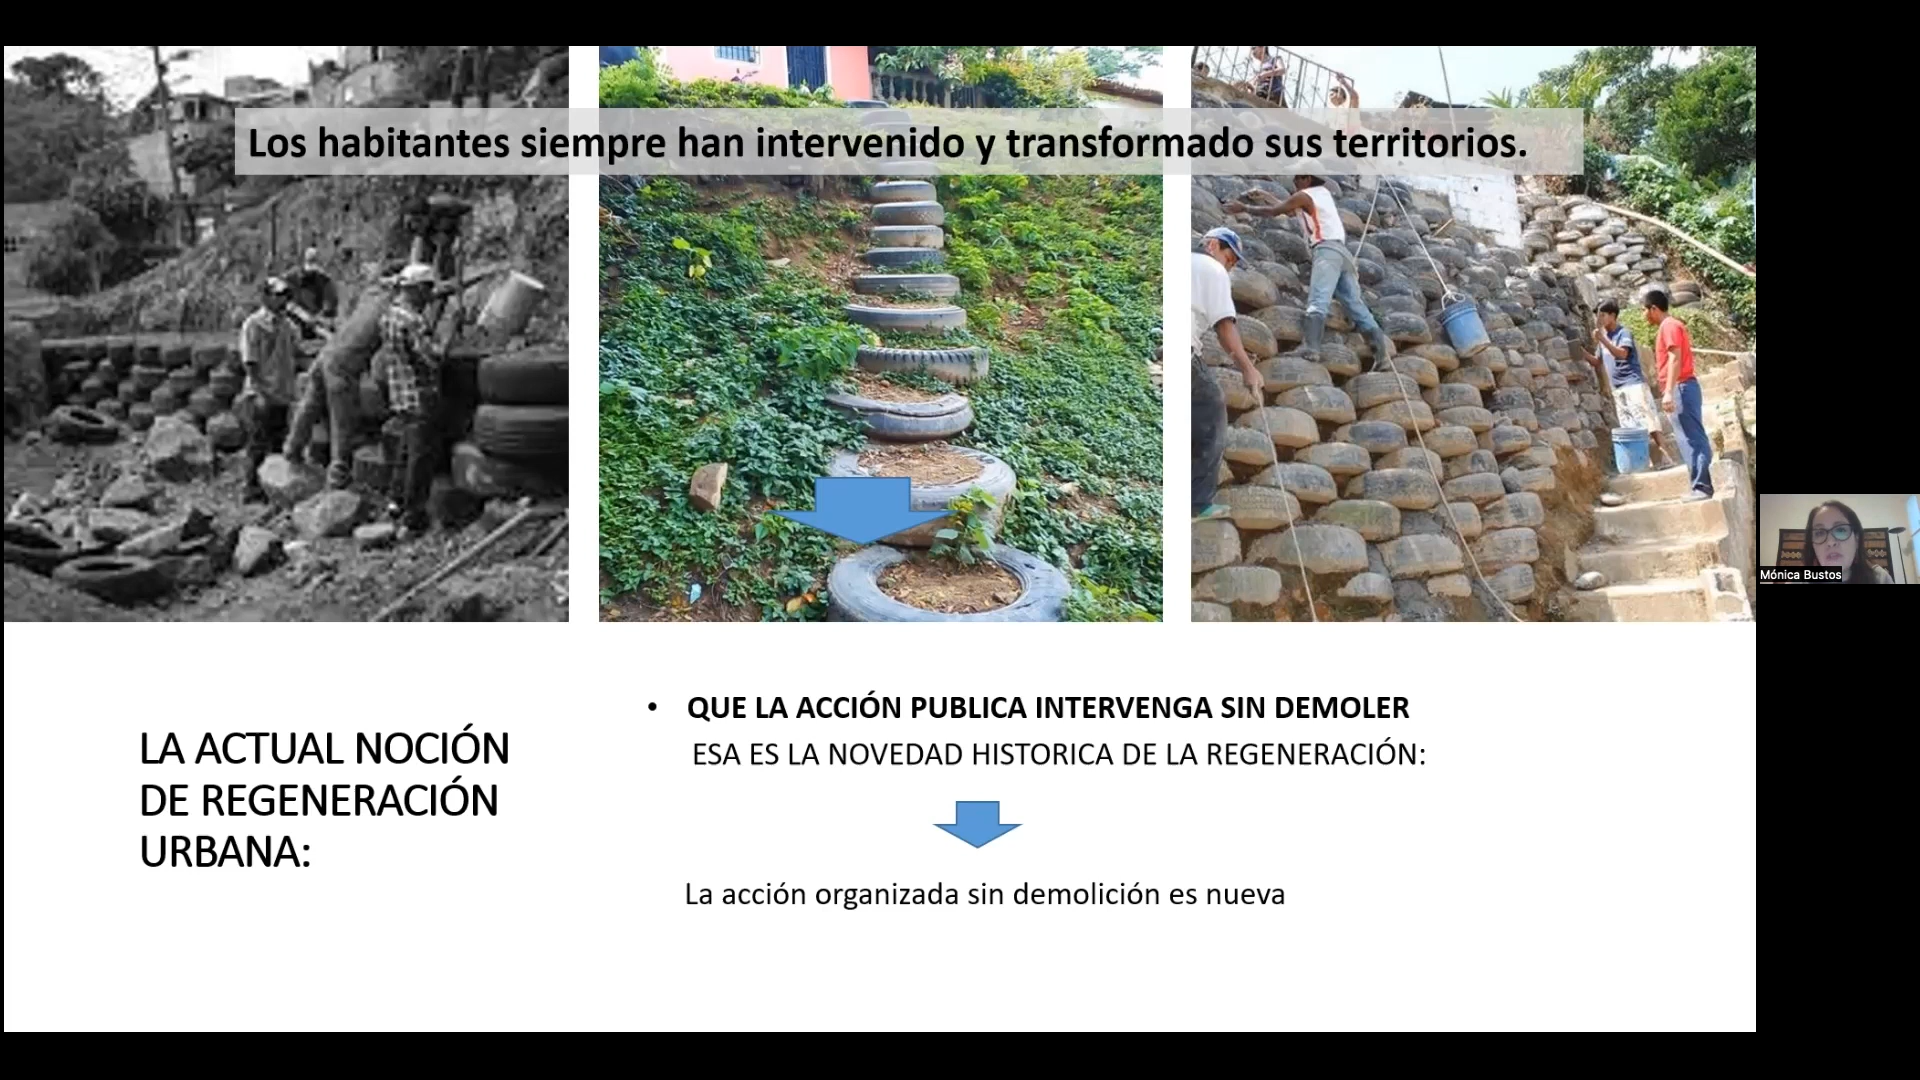 Los habitantes siempre han intervenido y transformado sus territorios.
LA ACTUAL NOCIÓN
DE REGENERACIÓN
URBANA:
• QUE LA ACCIÓN PUBLICA INTERVENGA SIN DEMOLER
ESA ES LA NOVEDAD HISTORICA DE LA REGENERACIÓN:
La acción organizada sin demolición es nueva
Mónica Bustos